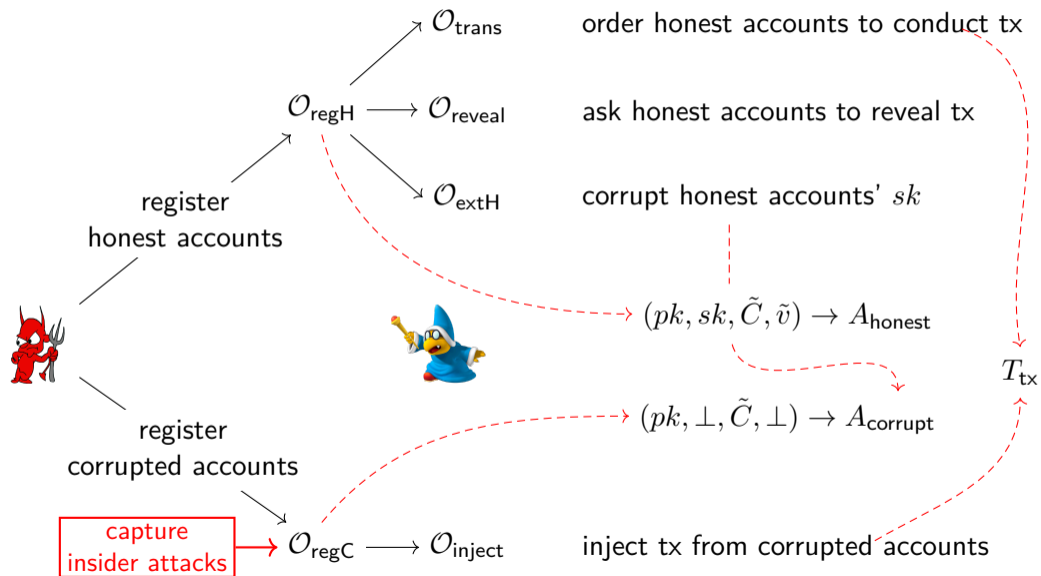 𝒪trans order honest accounts to conduct tx
𝒪regH 𝒪reveal ask honest accounts to reveal tx
𝒪extH corrupt honest accounts' sk
register
honest accounts
(pk, sk, C̃, ṽ) → Ahonest
Ttx
(pk, ⊥, C̃, ⊥) → Acorrupt
register
corrupted accounts
capture
insider attacks
𝒪regC 𝒪inject inject tx from corrupted accounts